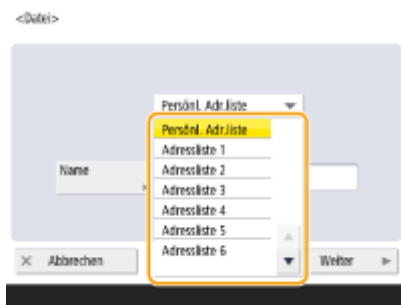 <Datei>
Persönl. Adr.liste
Persönl. Adr.liste
Adressliste 1
Name
Adressliste 2
Adressliste 3
Adressliste 4
Adressliste 5
Adressliste 6
Abbrechen
Weiter